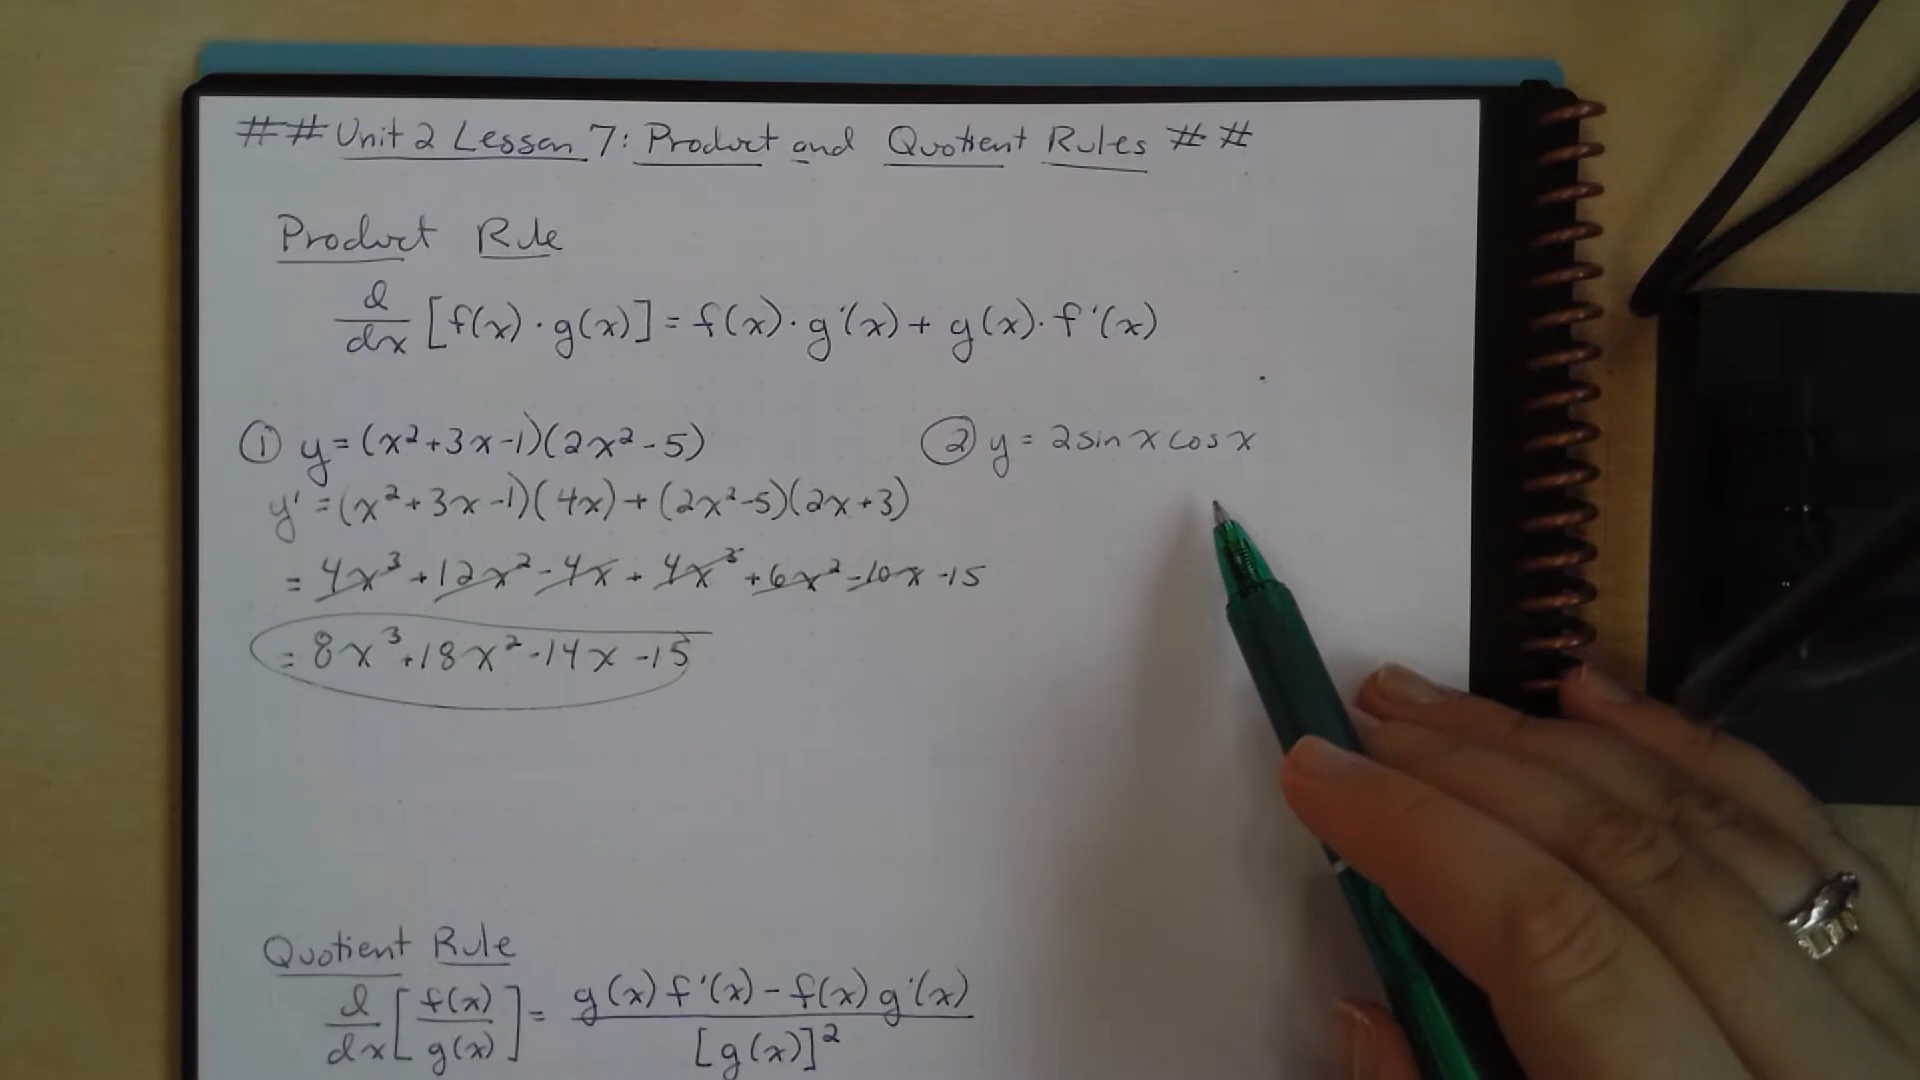 ## Unit 2 Lesson 7: Product and Quotient Rules ##
Product Rule
d/dx [f(x) · g(x)] = f(x) · g'(x) + g(x) · f'(x)
① y = (x²+3x-1)(2x²-5)
y' = (x²+3x-1)(4x) + (2x²-5)(2x+3)
= 4x³ + 12x² - 4x + 4x³ + 6x² - 10x - 15
= 8x³ + 18x² - 14x - 15
② y = 2 sin x cos x
Quotient Rule
d/dx [f(x)/g(x)] = g(x) f'(x) - f(x) g'(x) / [g(x)]²